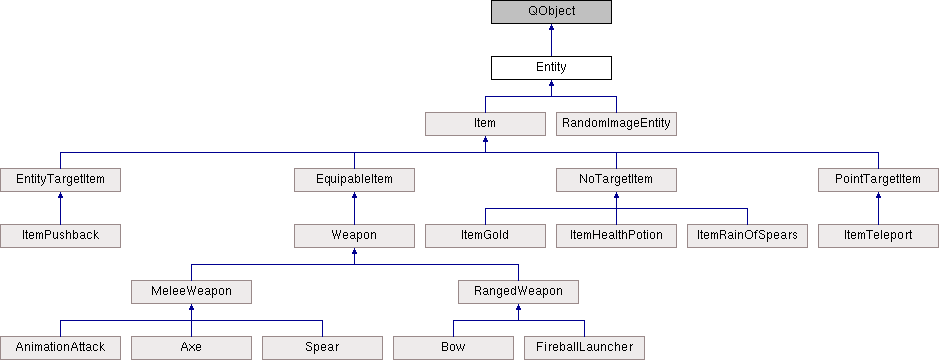 QObject
Entity
Item
RandomImageEntity
EntityTargetItem
EquipableItem
NoTargetItem
PointTargetItem
ItemPushback
Weapon
ItemGold
ItemHealthPotion
ItemRainOfSpears
ItemTeleport
MeleeWeapon
RangedWeapon
AnimationAttack
Axe
Spear
Bow
FireballLauncher